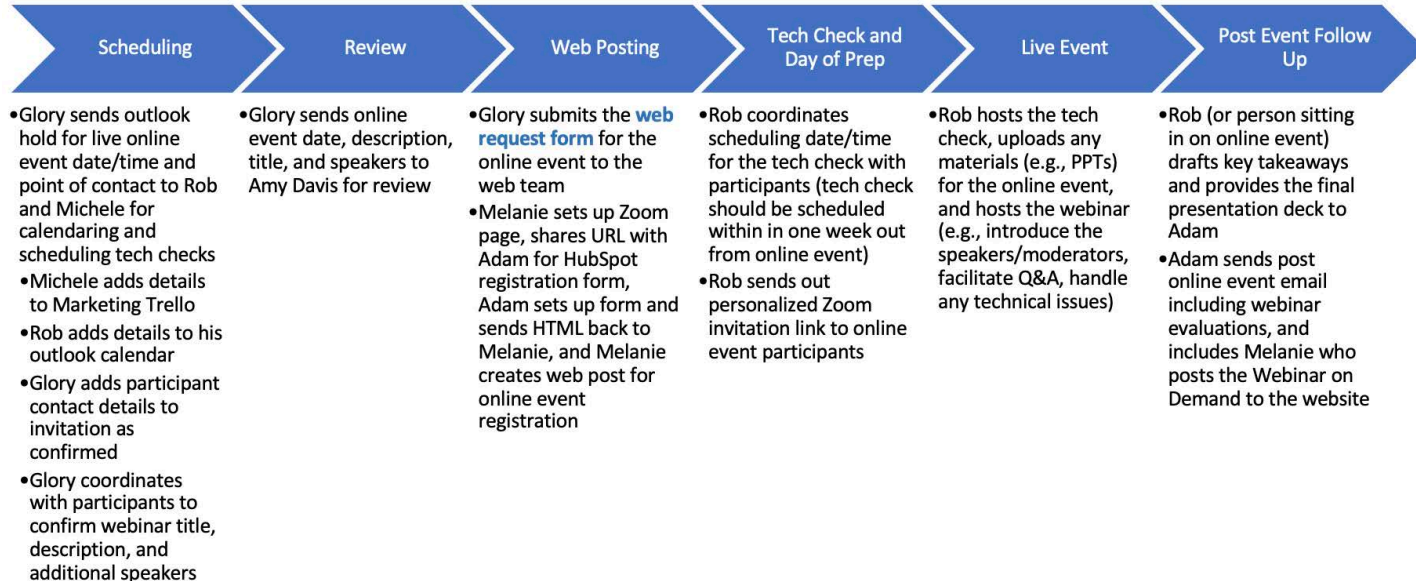 Scheduling
•Glory sends outlook
hold for live online
event date/time and
point of contact to Rob
and Michele for
calendaring and
scheduling tech checks
•Michele adds details
to Marketing Trello
•Rob adds details to his
outlook calendar
•Glory adds participant
contact details to
invitation as
confirmed
•Glory coordinates
with participants to
confirm webinar title,
description, and
additional speakers
Review
•Glory sends online
event date, description,
title, and speakers to
Amy Davis for review
Web Posting
•Glory submits the web
request form for the
online event to the
web team
•Melanie sets up Zoom
page, shares URL with
Adam for HubSpot
registration form,
Adam sets up form and
sends HTML back to
Melanie, and Melanie
creates web post for
online event
registration
Tech Check and
Day of Prep
•Rob coordinates
scheduling date/time
for the tech check with
participants (tech check
should be scheduled
within in one week out
from online event)
•Rob sends out
personalized Zoom
invitation link to online
event participants
Live Event
•Rob hosts the tech
check, uploads any
materials (e.g., PPTs)
for the online event,
and hosts the webinar
(e.g., introduce the
speakers/moderators,
facilitate Q&A, handle
any technical issues)
Post Event Follow
Up
•Rob (or person sitting
in on online event)
drafts key takeaways
and provides the final
presentation deck to
Adam
•Adam sends post
online event email
including webinar
evaluations, and
includes Melanie who
posts the Webinar on
Demand to the website